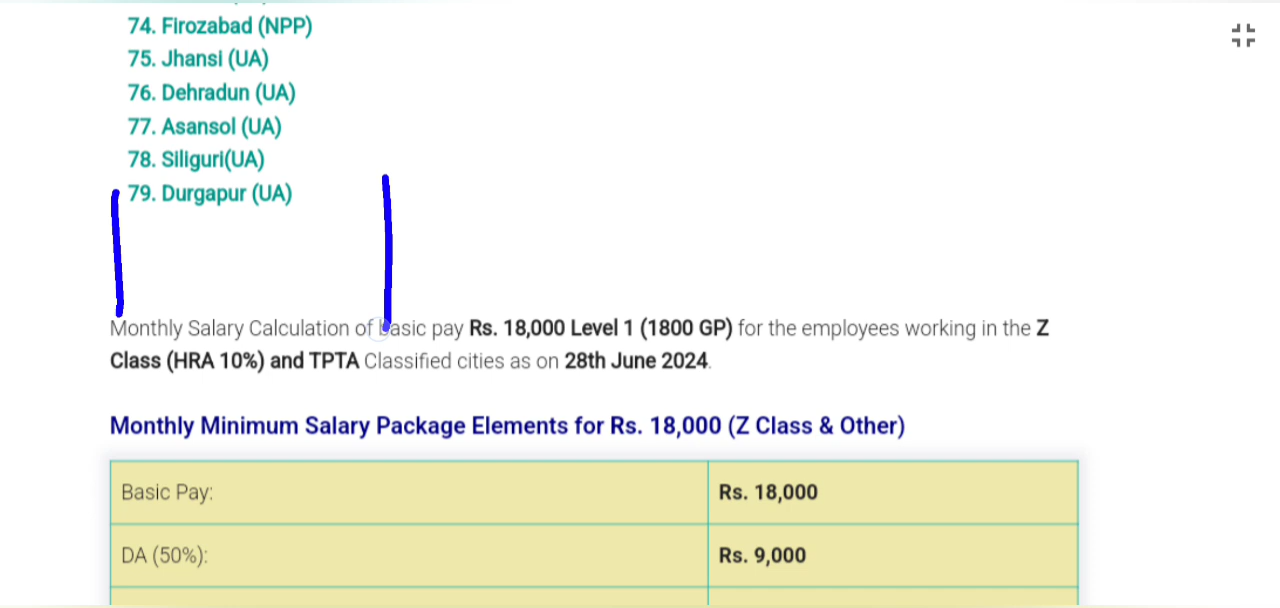 74. Firozabad (NPP)
75. Jhansi (UA)
76. Dehradun (UA)
77. Asansol (UA)
78. Siliguri(UA)
79. Durgapur (UA)
Monthly Salary Calculation of basic pay Rs. 18,000 Level 1 (1800 GP) for the employees working in the Z
Class (HRA 10%) and TPTA Classified cities as on 28th June 2024.
Monthly Minimum Salary Package Elements for Rs. 18,000 (Z Class & Other)
Basic Pay: Rs. 18,000
DA (50%): Rs. 9,000